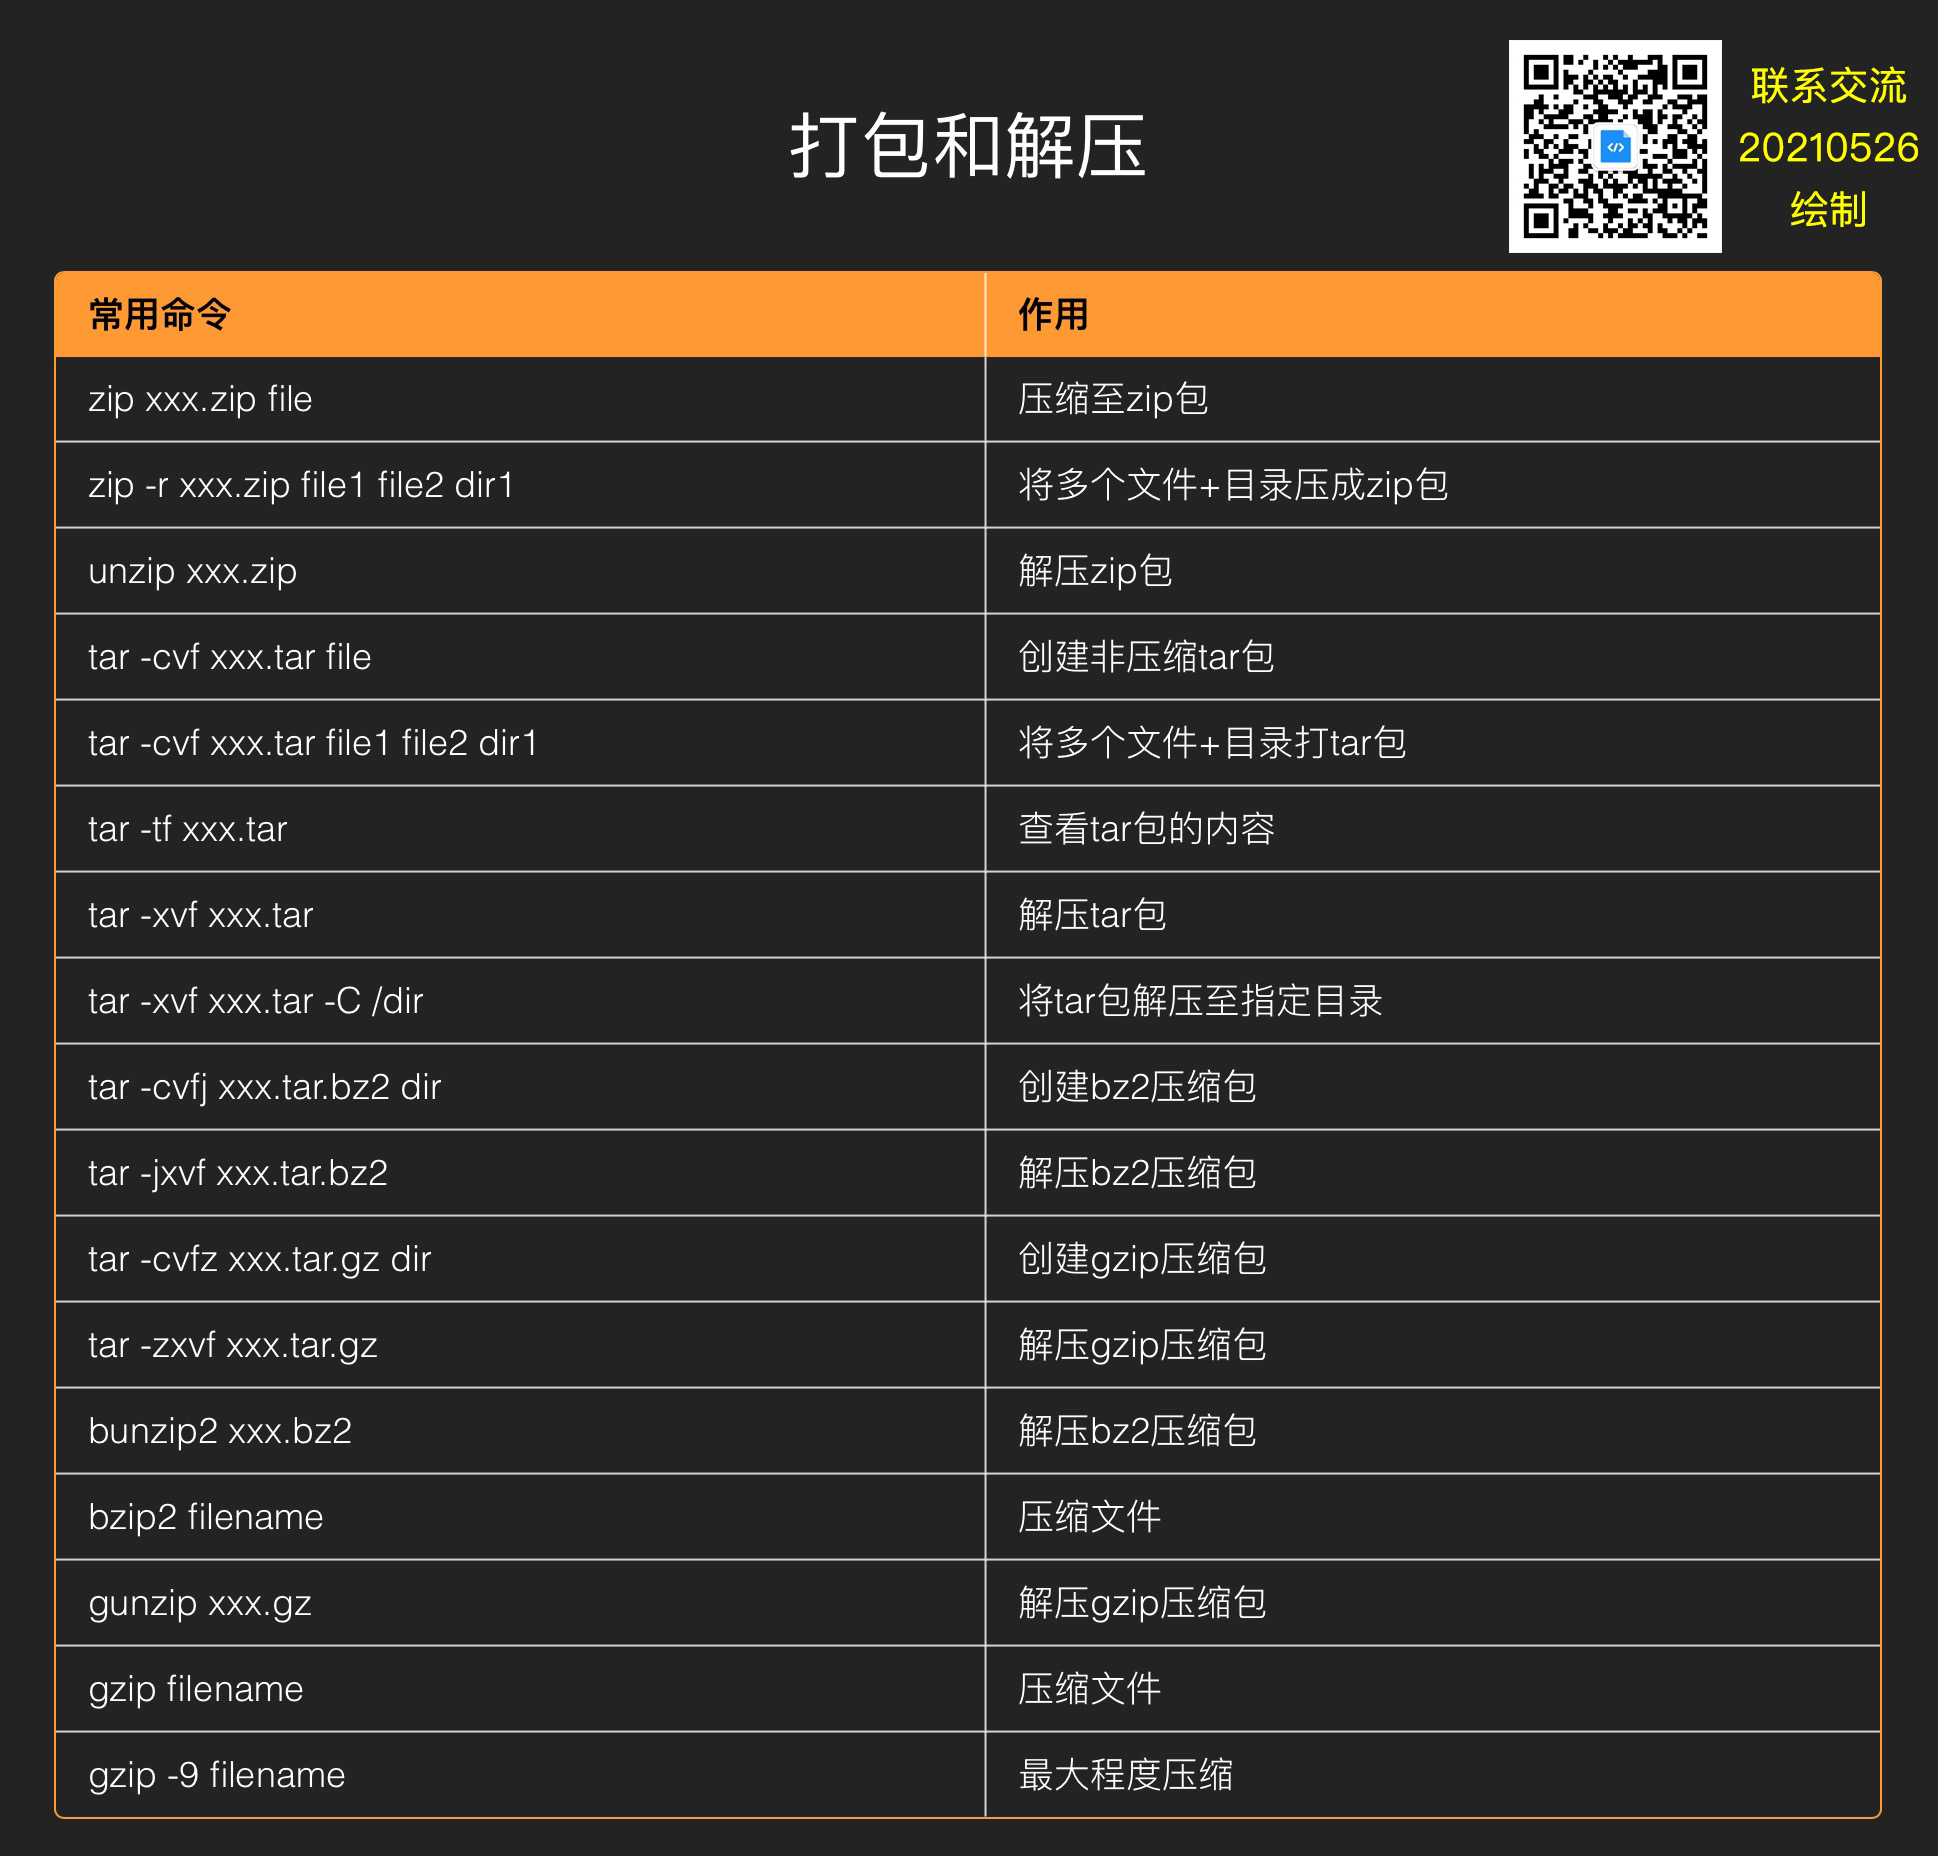 打包和解压
联系交流
20210526
绘制
常用命令 作用
zip xxx.zip file 压缩至zip包
zip -r xxx.zip file1 file2 dir1 将多个文件+目录压成zip包
unzip xxx.zip 解压zip包
tar -cvf xxx.tar file 创建非压缩tar包
tar -cvf xxx.tar file1 file2 dir1 将多个文件+目录打tar包
tar -tf xxx.tar 查看tar包的内容
tar -xvf xxx.tar 解压tar包
tar -xvf xxx.tar -C /dir 将tar包解压至指定目录
tar -cvfj xxx.tar.bz2 dir 创建bz2压缩包
tar -jxvf xxx.tar.bz2 解压bz2压缩包
tar -cvfz xxx.tar.gz dir 创建gzip压缩包
tar -zxvf xxx.tar.gz 解压gzip压缩包
bunzip2 xxx.bz2 解压bz2压缩包
bzip2 filename 压缩文件
gunzip xxx.gz 解压gzip压缩包
gzip filename 压缩文件
gzip -9 filename 最大程度压缩